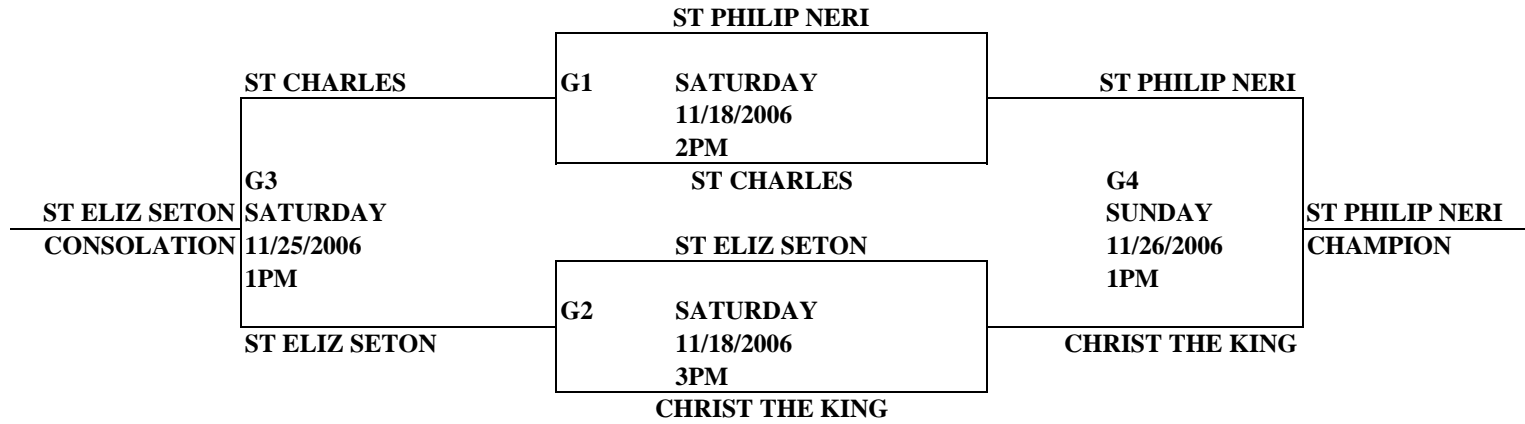 ST PHILIP NERI
ST CHARLES
G1 SATURDAY
ST PHILIP NERI
11/18/2006
2PM
G3
ST CHARLES
G4
ST ELIZ SETON
SATURDAY
SUNDAY
ST PHILIP NERI
CONSOLATION
11/25/2006
ST ELIZ SETON
11/26/2006
CHAMPION
1PM
1PM
G2 SATURDAY
ST ELIZ SETON
11/18/2006
CHRIST THE KING
3PM
CHRIST THE KING